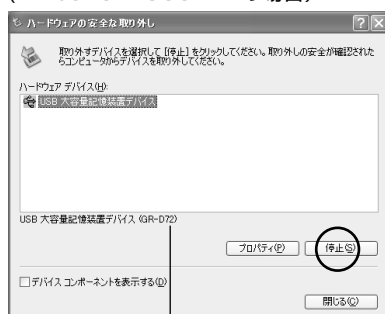 ハードウェアの安全な取り外し
取り外すデバイスを選択して [停止] をクリックしてください。取り外しの安全が確認された
らコンピュータからデバイスを取り外してください。
ハードウェア デバイス(H):
USB 大容量記憶装置デバイス
USB 大容量記憶装置デバイス (GR-D72)
プロパティ(P)
停止(S)
デバイス コンポーネントを表示する(D)
閉じる(C)